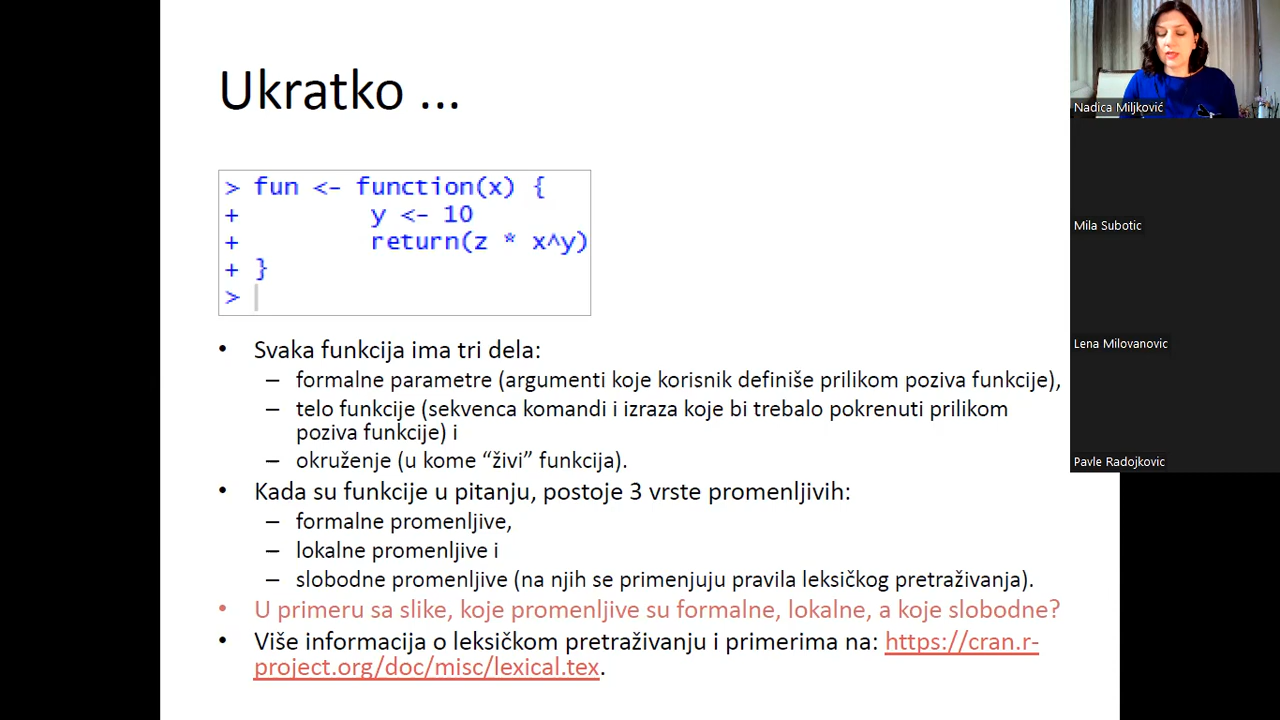 Ukratko ...
> fun <- function(x) {
+ y <- 10
+ return(z * x^y)
+ }
>
• Svaka funkcija ima tri dela:
– formalne parametre (argumenti koje korisnik definiše prilikom poziva funkcije),
– telo funkcije (sekvenca komandi i izraza koje bi trebalo pokrenuti prilikom
poziva funkcije) i
– okruženje (u kome “živi” funkcija).
• Kada su funkcije u pitanju, postoje 3 vrste promenljivih:
– formalne promenljive,
– lokalne promenljive i
– slobodne promenljive (na njih se primenjuju pravila leksičkog pretraživanja).
• U primeru sa slike, koje promenljive su formalne, lokalne, a koje slobodne?
• Više informacija o leksičkom pretraživanju i primerima na: https://cran.r-
project.org/doc/misc/lexical.tex.
Nadica Miljković
Mila Subotic
Lena Milovanovic
Pavle Radojkovic